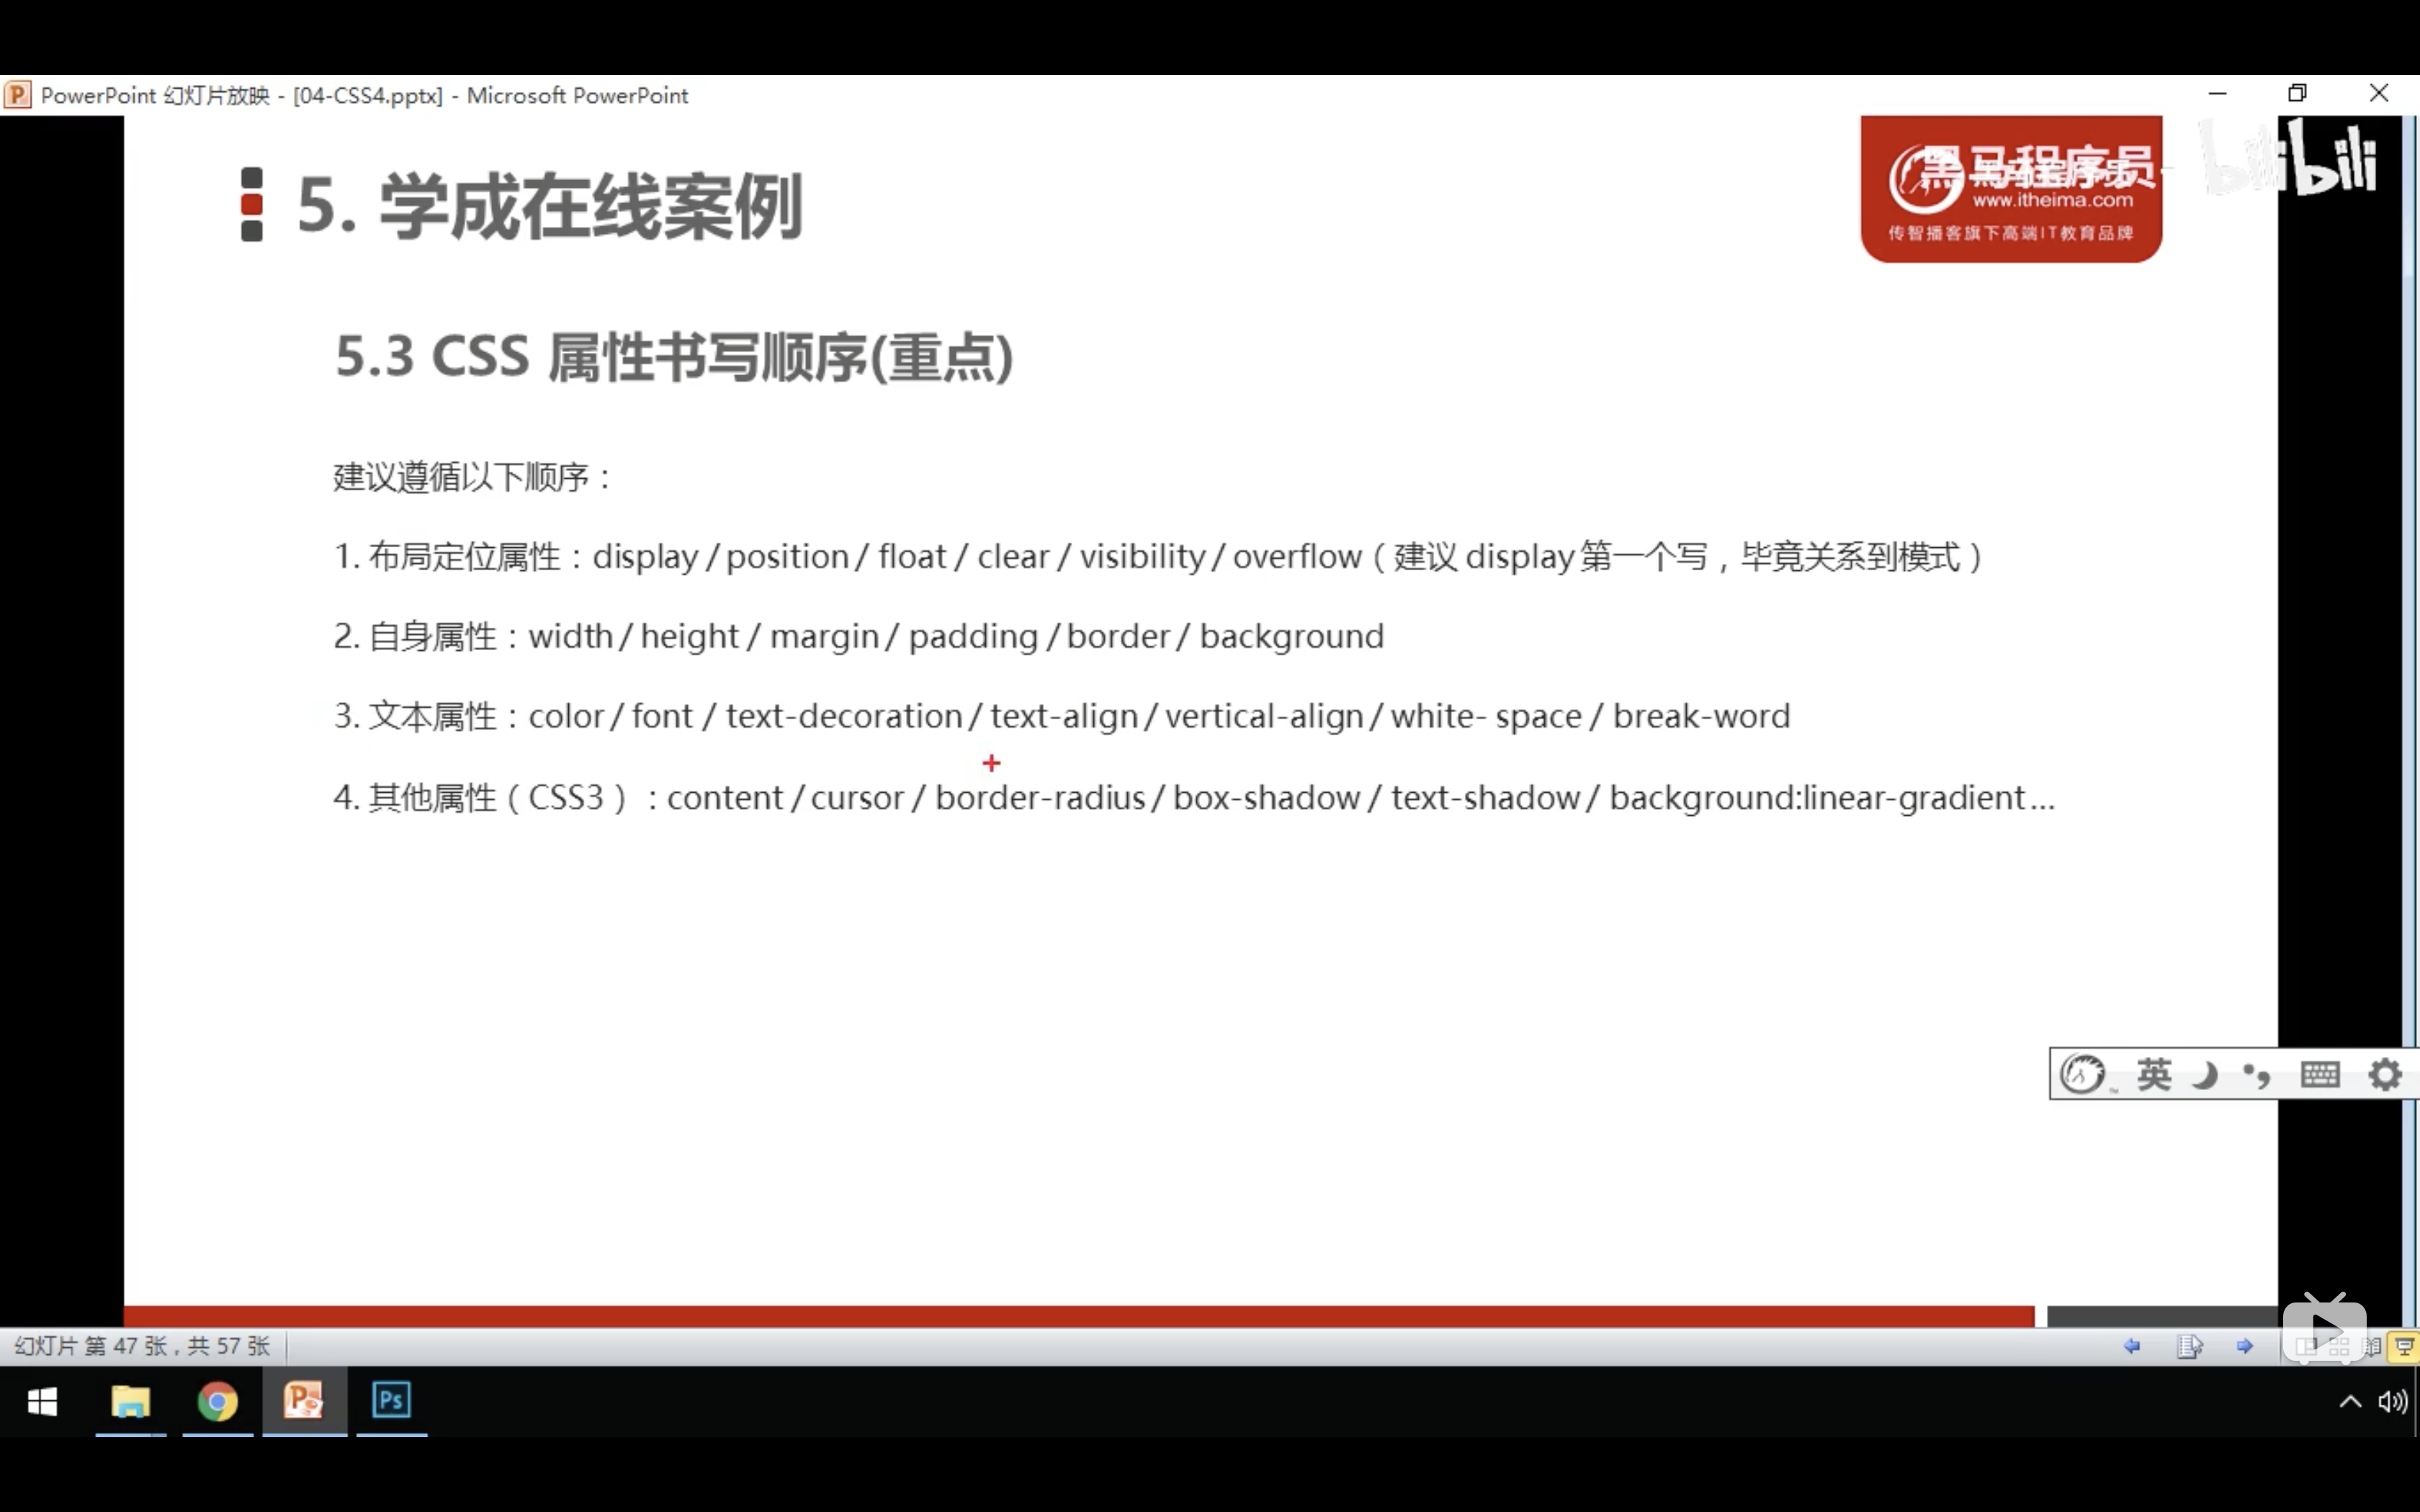 PowerPoint 幻灯片放映 - [04-CSS4.pptx] - Microsoft PowerPoint
5. 学成在线案例
黑马程序员-
bilibili
www.itheima.com
传智播客旗下高端IT教育品牌
5.3 CSS 属性书写顺序(重点)
建议遵循以下顺序：
1. 布局定位属性：display / position / float / clear / visibility / overflow（建议 display 第一个写，毕竟关系到模式）
2. 自身属性：width / height / margin / padding / border / background
3. 文本属性：color / font / text-decoration / text-align / vertical-align / white- space / break-word
4. 其他属性（CSS3）：content / cursor / border-radius / box-shadow / text-shadow / background:linear-gradient...
英
幻灯片 第 47 张，共 57 张
Ps